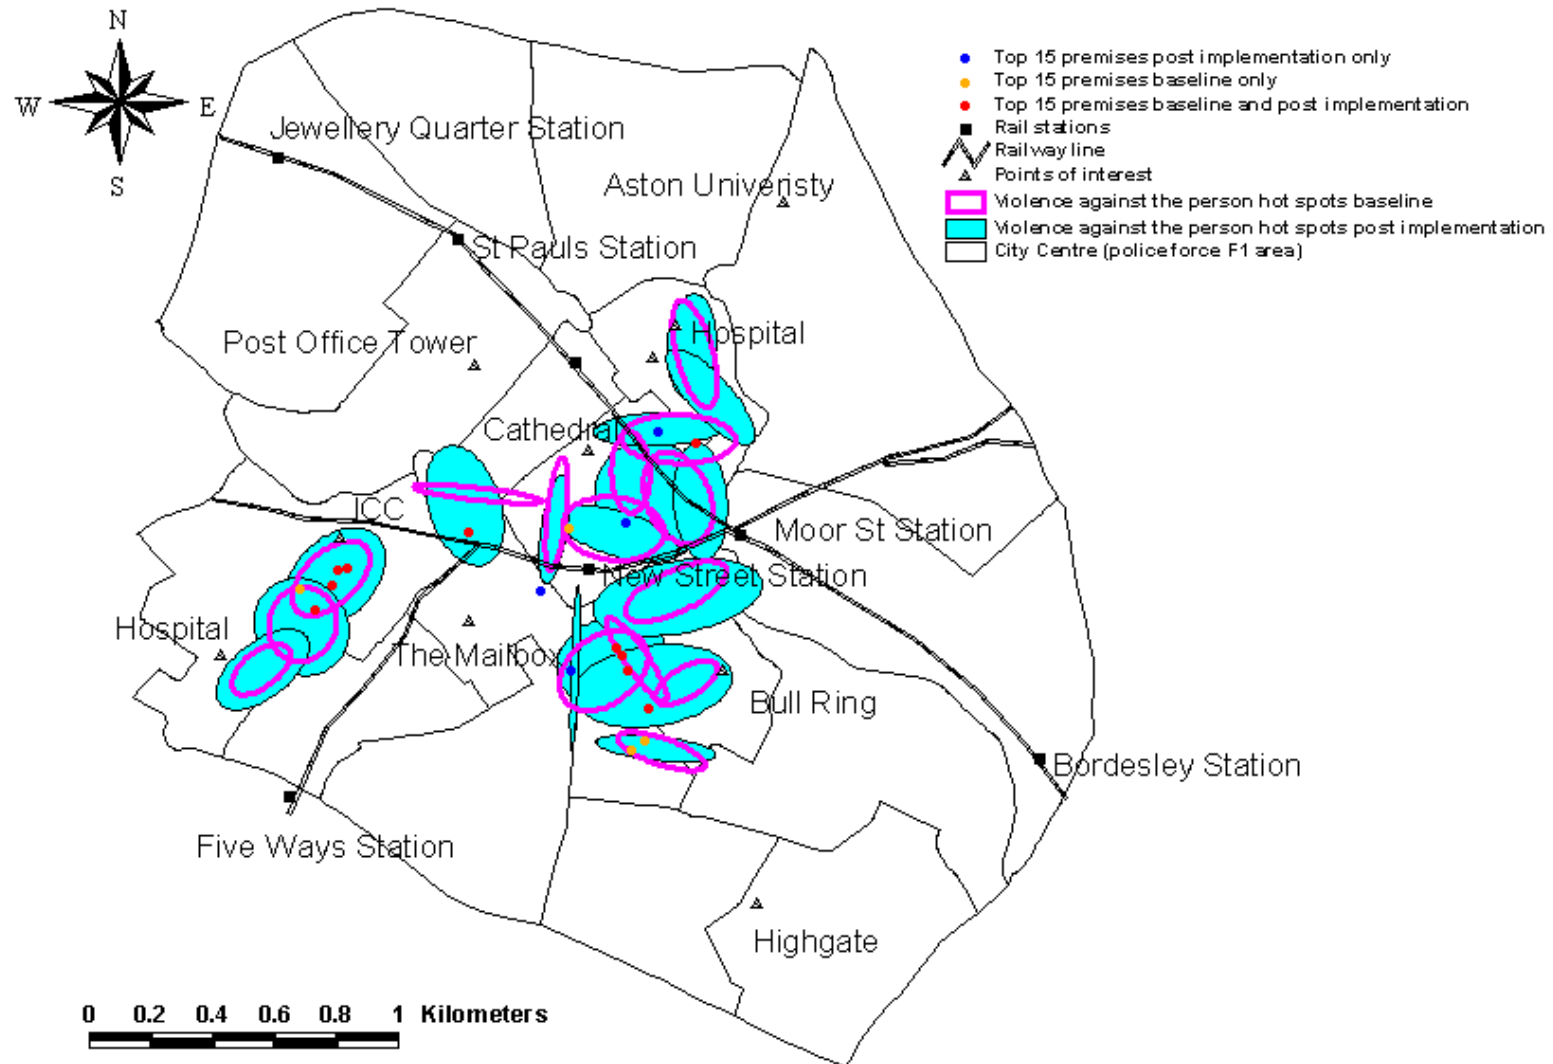 N
W
E
S
Top 15 premises post implementation only
Top 15 premises baseline only
Top 15 premises baseline and post implementation
Rail stations
Railway line
Points of interest
Violence against the person hot spots baseline
Violence against the person hot spots post implementation
City Centre (police force F1 area)
Jewellery Quarter Station
Aston Univeristy
St Pauls Station
Post Office Tower
Hospital
Cathedral
ICC
Moor St Station
New Street Station
Hospital
The Mailbox
Bull Ring
Bordesley Station
Five Ways Station
Highgate
0 0.2 0.4 0.6 0.8 1 Kilometers